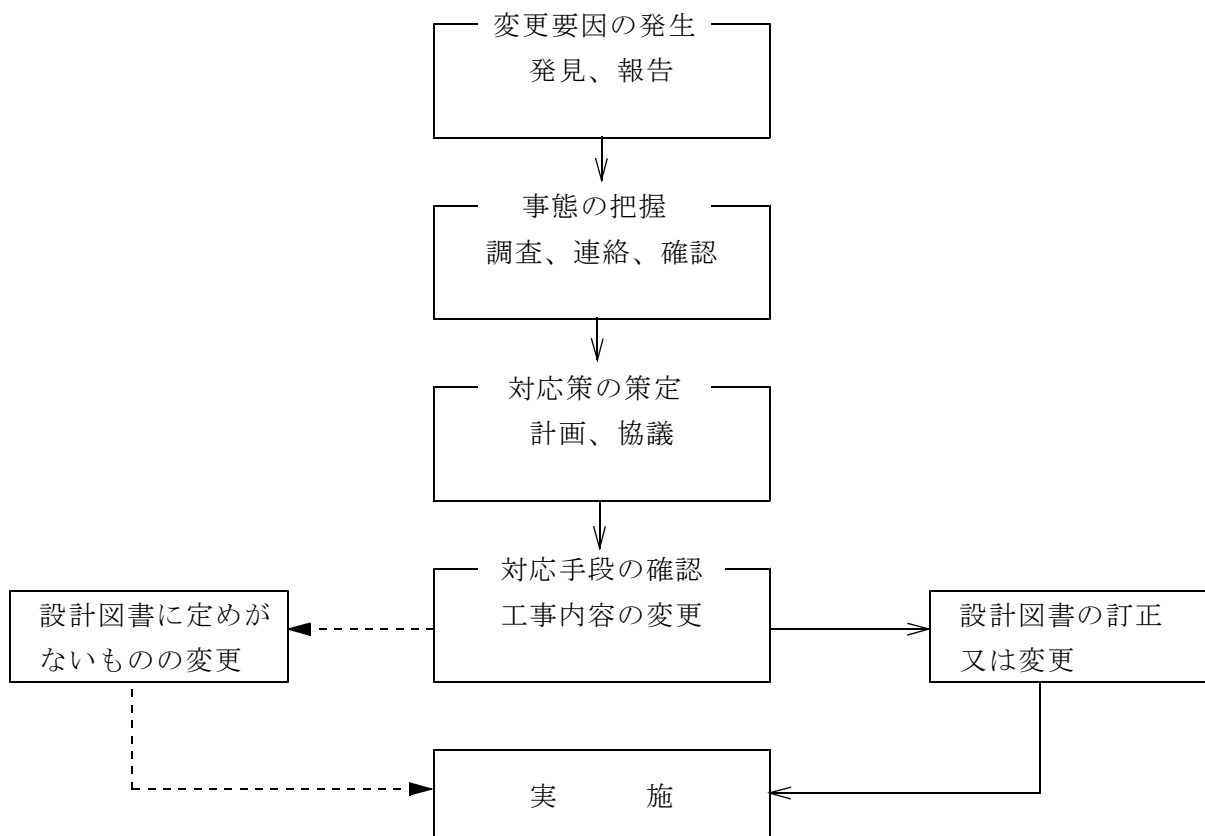 変更要因の発生
発見、報告
事態の把握
調査、連絡、確認
対応策の策定
計画、協議
対応手段の確認
工事内容の変更
設計図書に定めが
ないものの変更
設計図書の訂正
又は変更
実　施